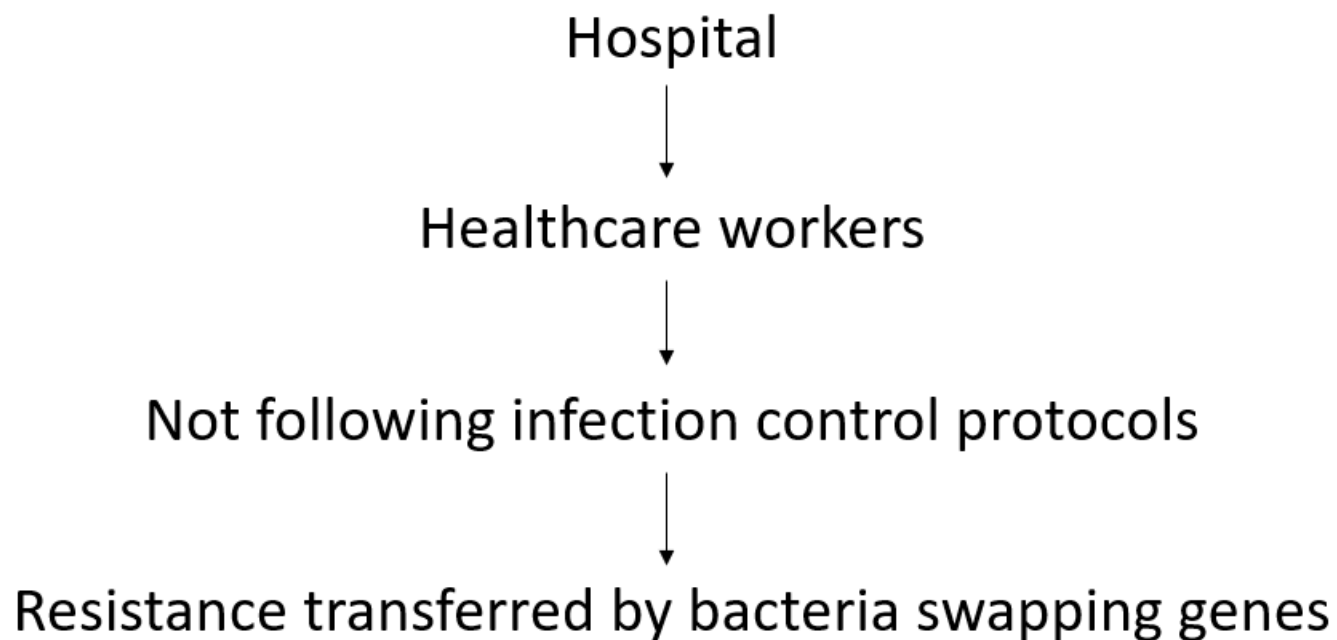 Hospital
Healthcare workers
Not following infection control protocols
Resistance transferred by bacteria swapping genes